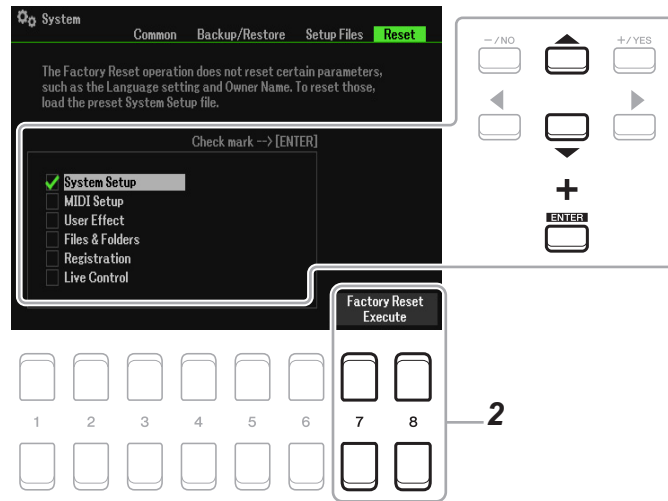 System
Common Backup/Restore Setup Files Reset
The Factory Reset operation does not reset certain parameters,
such as the Language setting and Owner Name. To reset those,
load the preset System Setup file.
Check mark --> [ENTER]
System Setup
MIDI Setup
User Effect
Files & Folders
Registration
Live Control
Factory Reset
Execute
−/NO
+/YES
+
ENTER
1 2 3 4 5 6 7 8
2